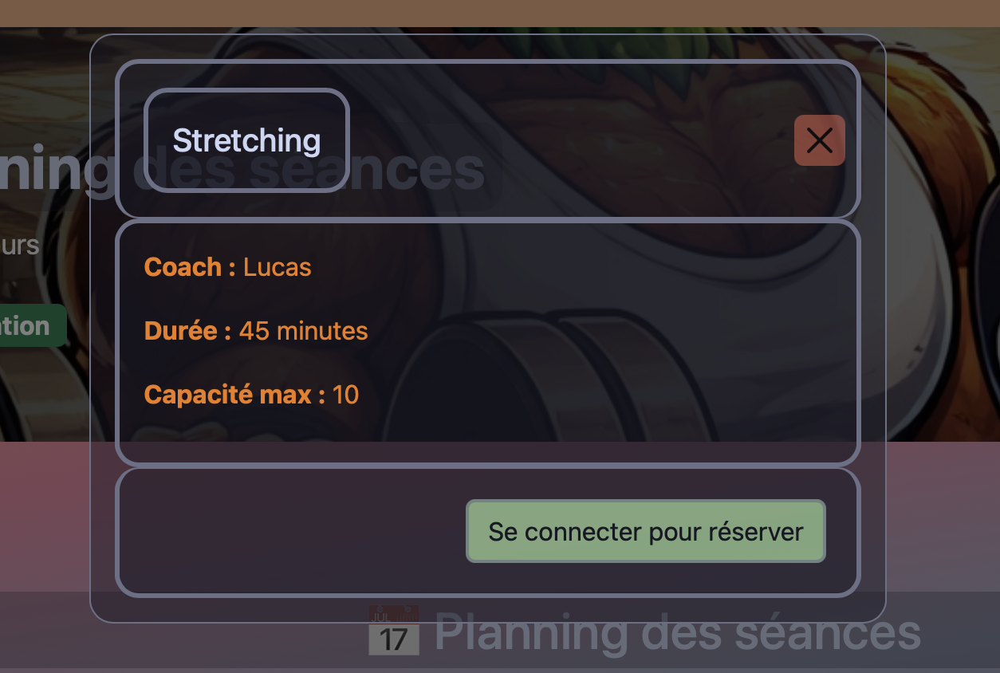 Stretching
ning des séances
urs
Coach : Lucas
tion
Durée : 45 minutes
Capacité max : 10
Se connecter pour réserver
JUL
17
Planning des séances